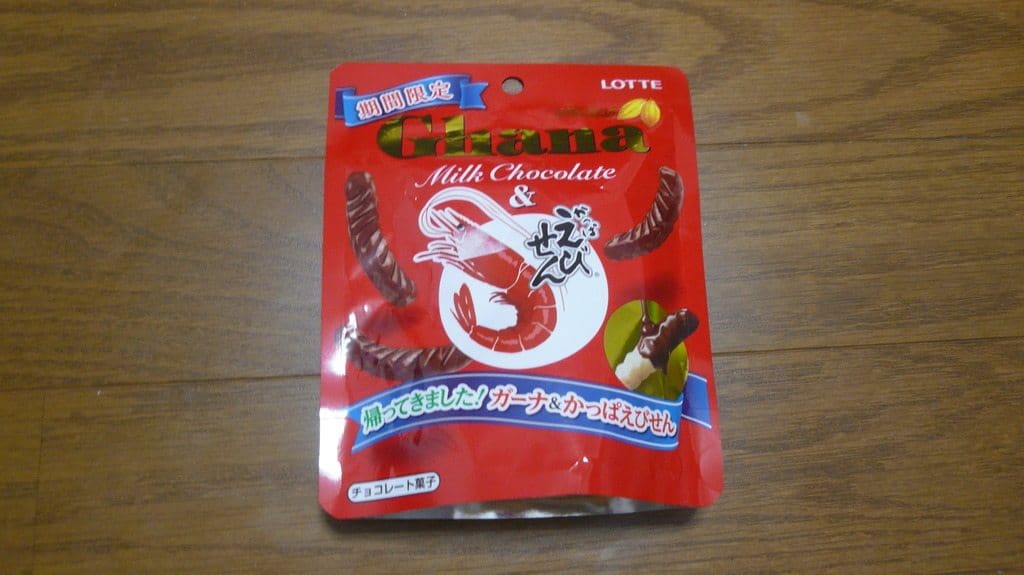 期間限定
LOTTE
Ghana
Milk Chocolate
&
かっぱ
えび
せん
帰ってきました！ ガーナ&かっぱえびせん
チョコレート菓子